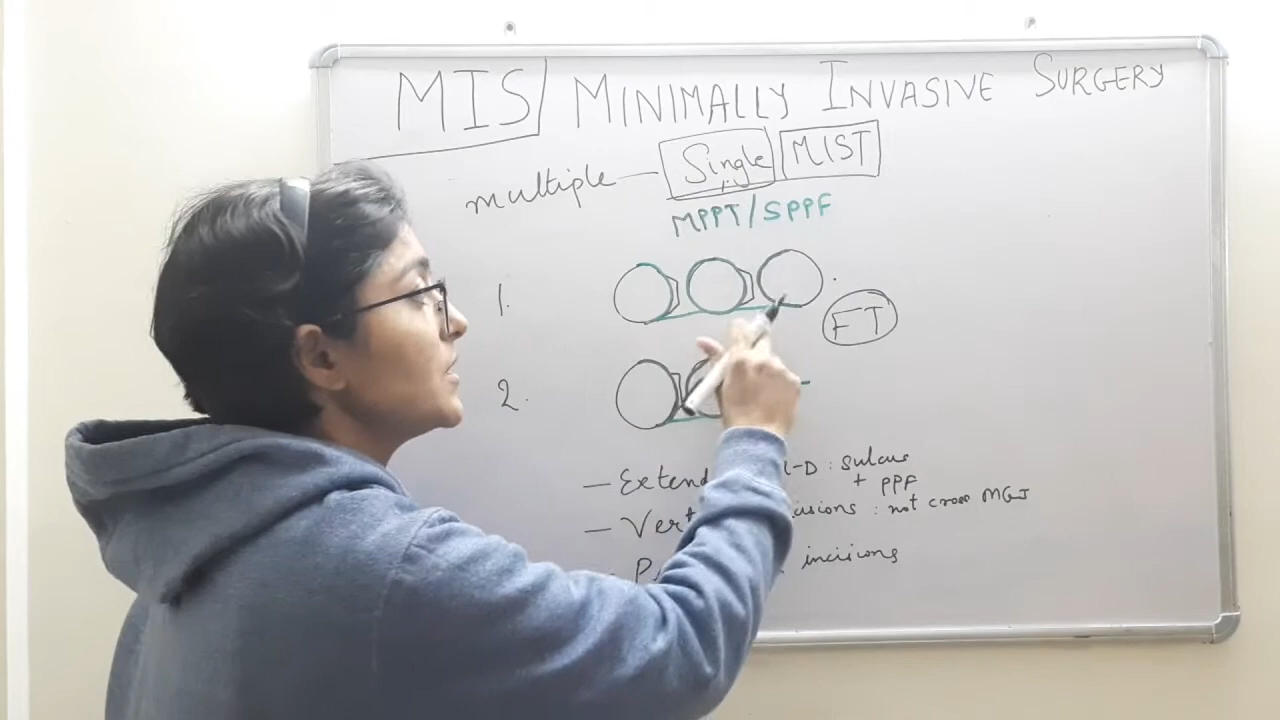 MIS/ MINIMALLY INVASIVE SURGERY
multiple — Single MIST
MPPT/SPPF
1.
FT
2.
— Extend L-D : sulcus
+ PPF
— Vert : not cross MGJ
incisions